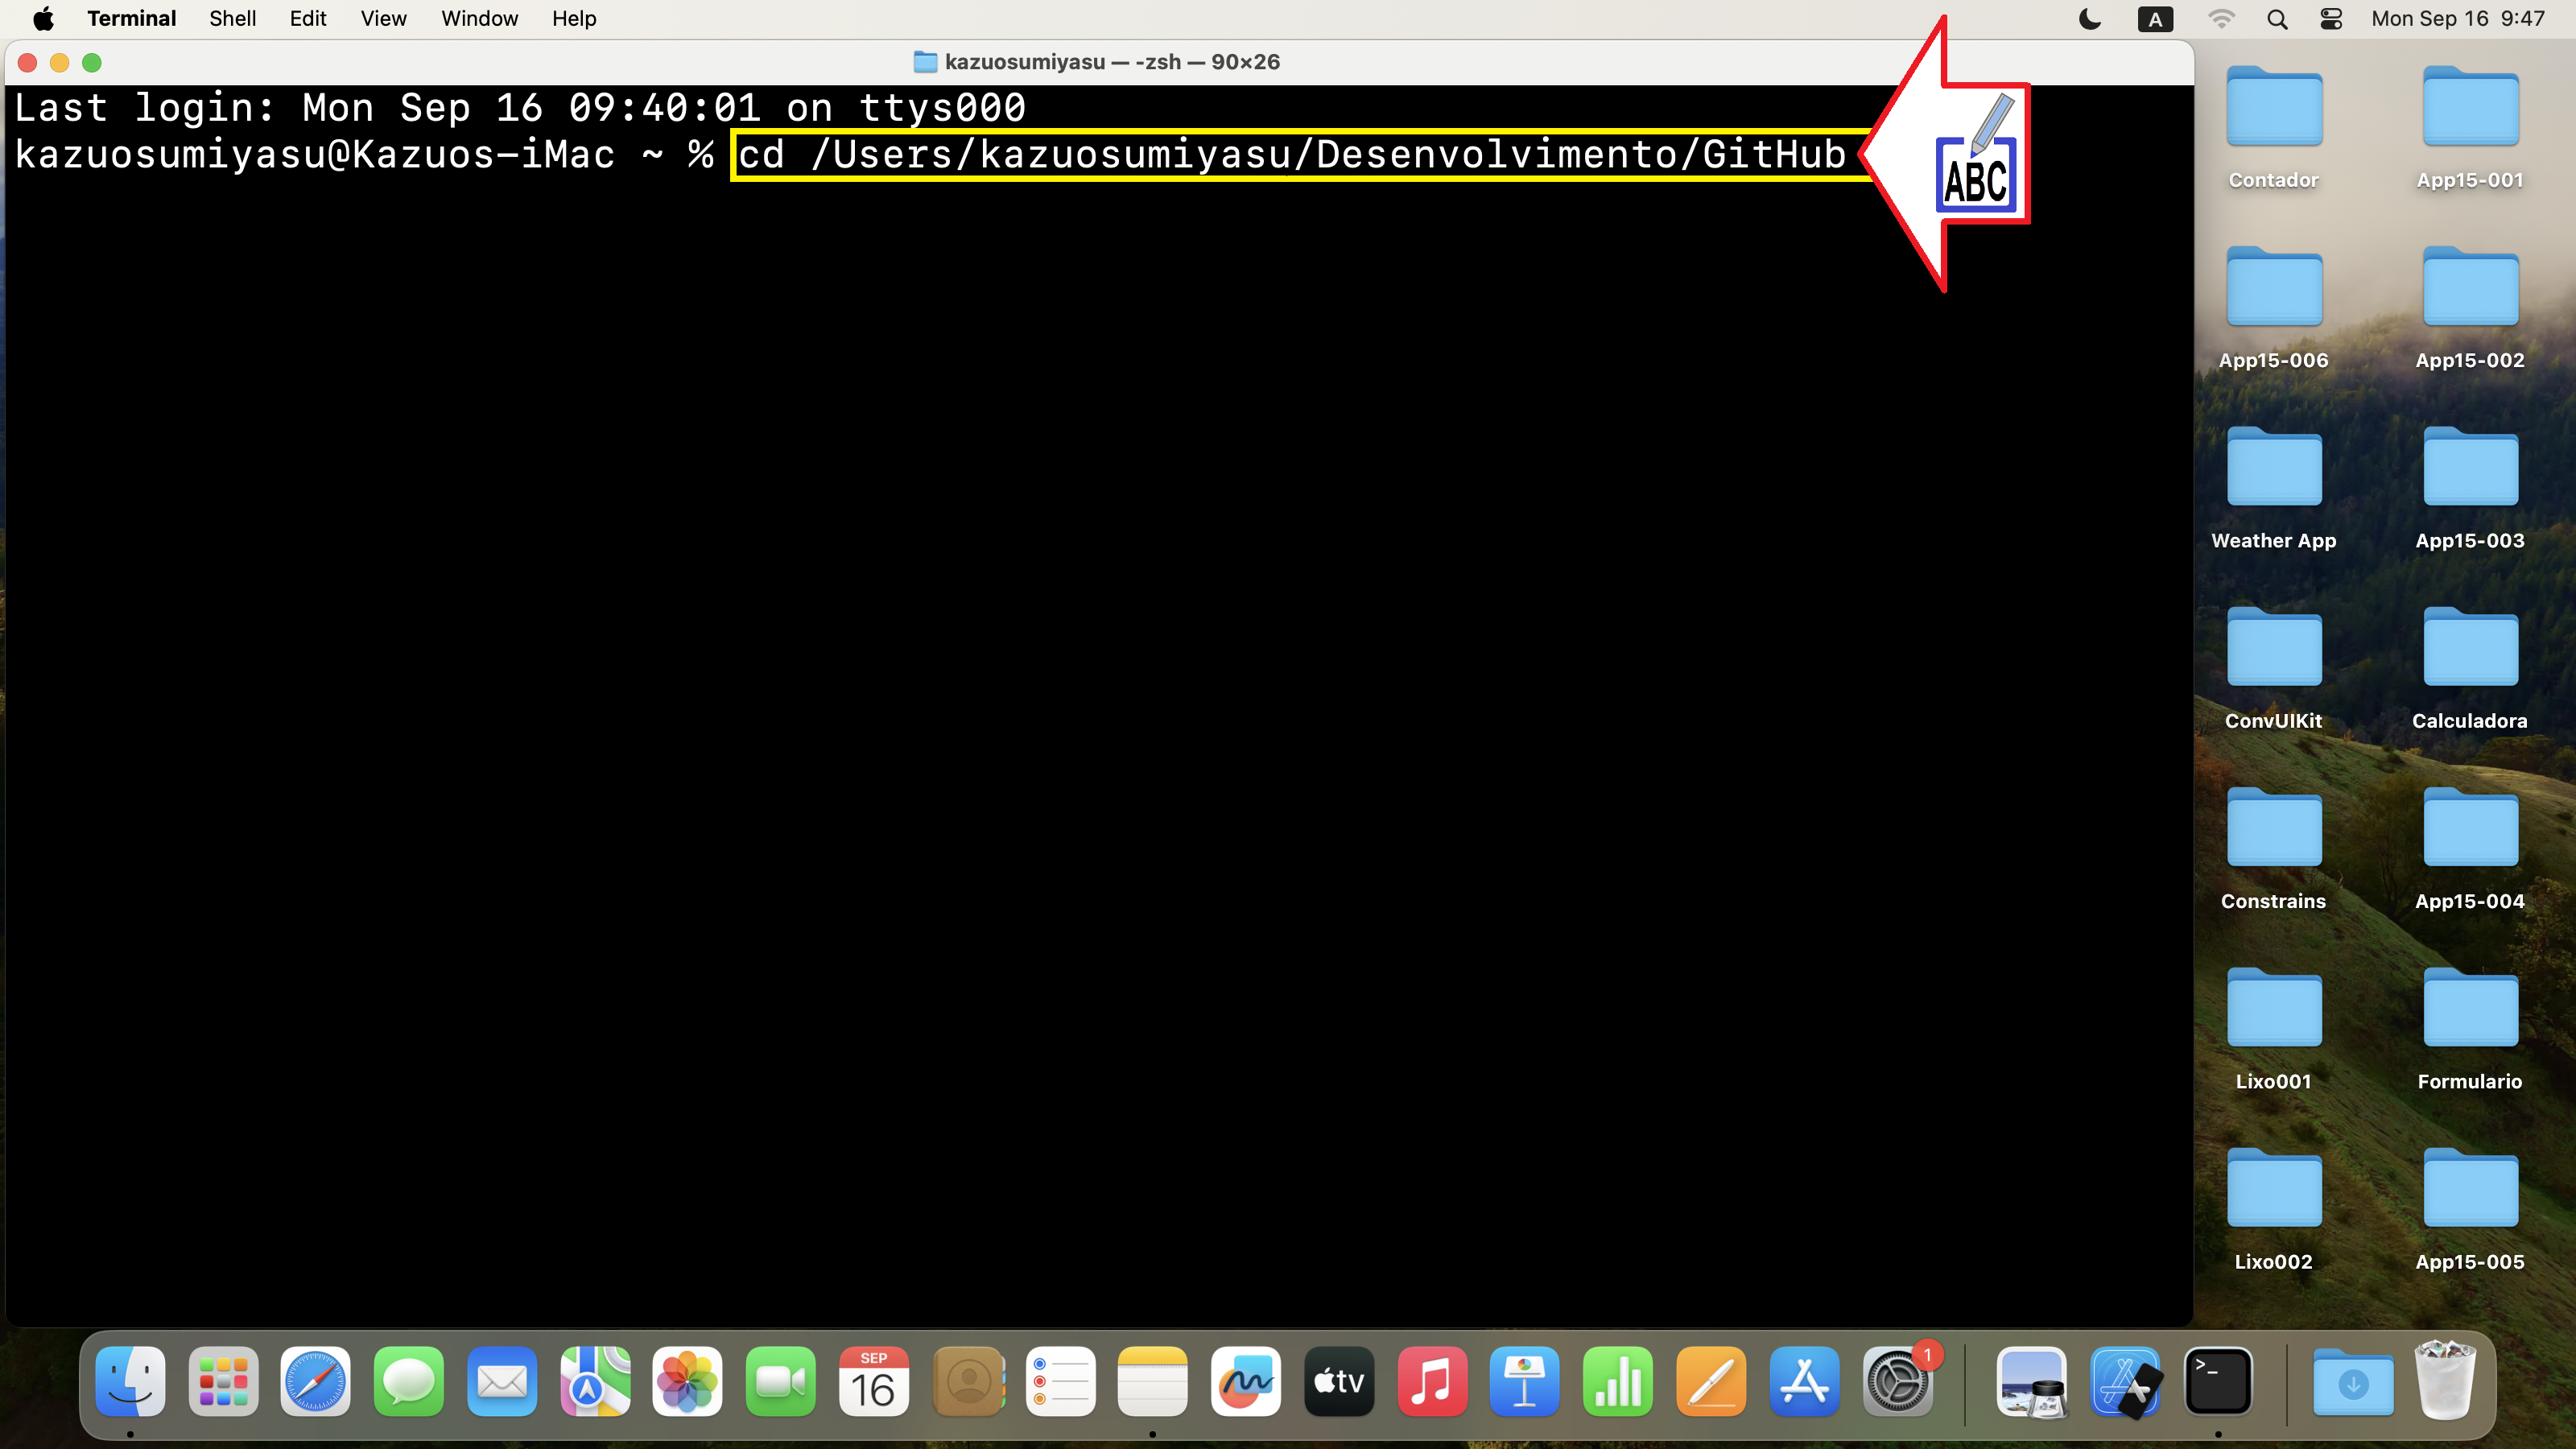 Terminal Shell Edit View Window Help A Mon Sep 16 9:47
kazuosumiyasu — -zsh — 90×26
Last login: Mon Sep 16 09:40:01 on ttys000
kazuosumiyasu@Kazuos-iMac ~ % cd /Users/kazuosumiyasu/Desenvolvimento/GitHub
ABC
Contador App15-001
App15-006 App15-002
Weather App App15-003
ConvUIKit Calculadora
Constrains App15-004
Lixo001 Formulario
Lixo002 App15-005
SEP
16
tv
1
>_